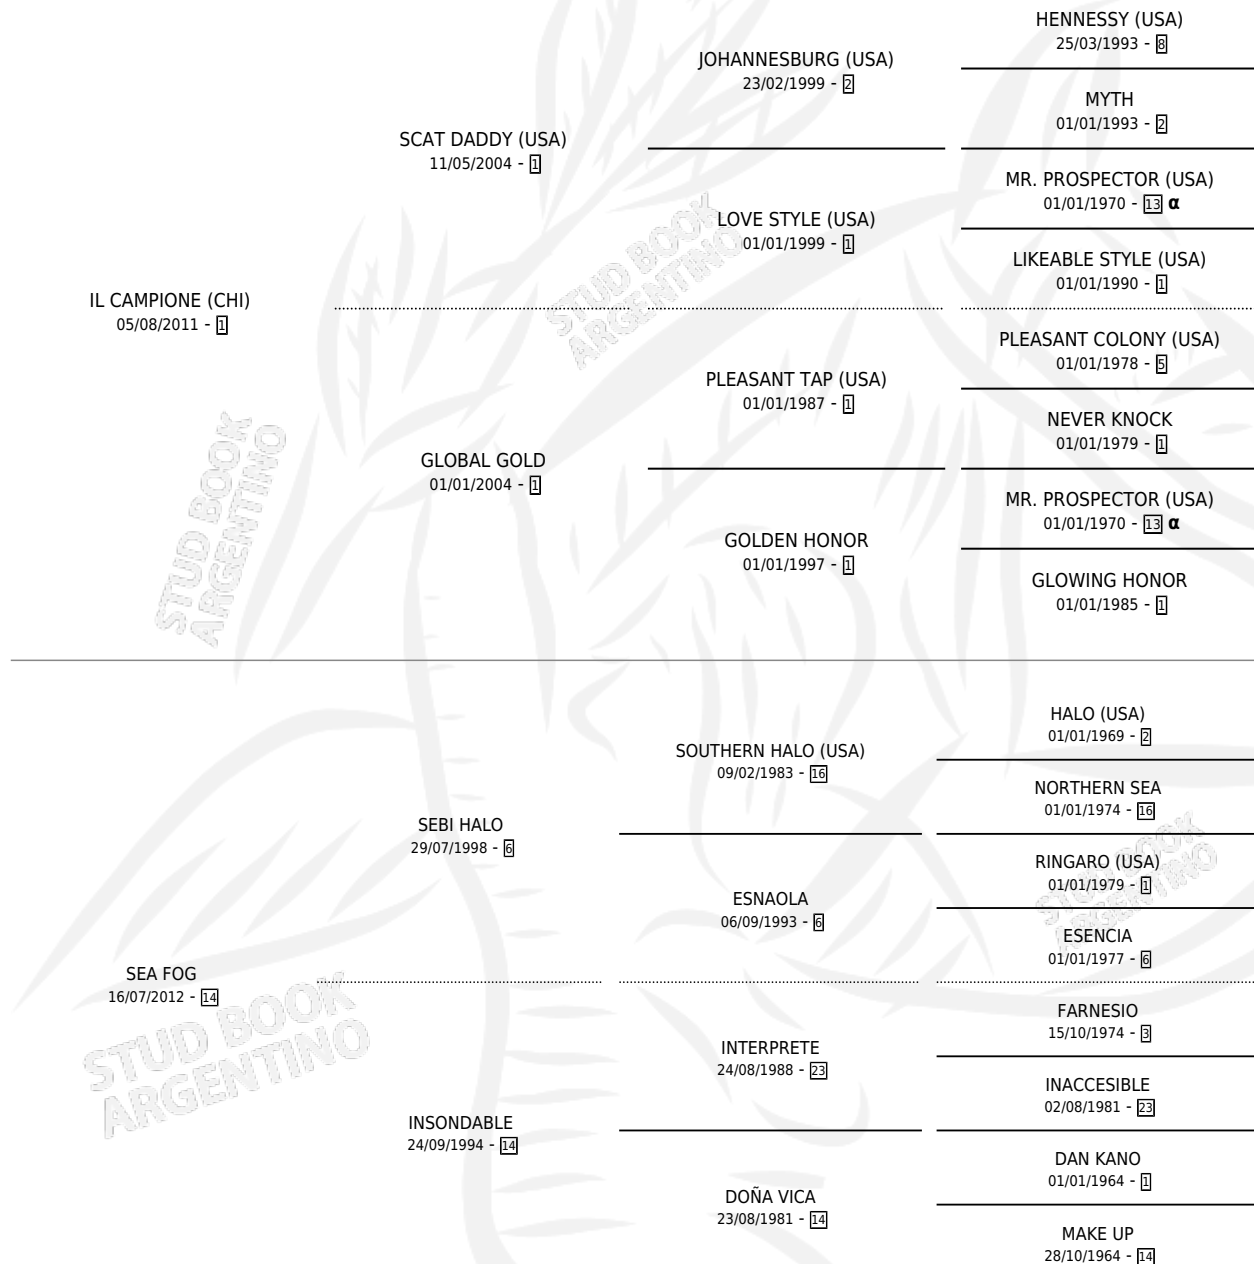 HENNESSY (USA)
25/03/1993 - 8
JOHANNESBURG (USA)
23/02/1999 - 2
MYTH
01/01/1993 - 2
SCAT DADDY (USA)
11/05/2004 - 1
MR. PROSPECTOR (USA)
01/01/1970 - 13 α
LOVE STYLE (USA)
01/01/1999 - 1
LIKEABLE STYLE (USA)
01/01/1990 - 1
IL CAMPIONE (CHI)
05/08/2011 - 1
PLEASANT COLONY (USA)
01/01/1978 - 5
PLEASANT TAP (USA)
01/01/1987 - 1
NEVER KNOCK
01/01/1979 - 1
GLOBAL GOLD
01/01/2004 - 1
MR. PROSPECTOR (USA)
01/01/1970 - 13 α
GOLDEN HONOR
01/01/1997 - 1
GLOWING HONOR
01/01/1985 - 1
HALO (USA)
01/01/1969 - 2
SOUTHERN HALO (USA)
09/02/1983 - 16
NORTHERN SEA
01/01/1974 - 16
SEBI HALO
29/07/1998 - 6
RINGARO (USA)
01/01/1979 - 1
ESNAOLA
06/09/1993 - 6
ESENCIA
01/01/1977 - 6
SEA FOG
16/07/2012 - 14
FARNESIO
15/10/1974 - 3
INTERPRETE
24/08/1988 - 23
INACCESIBLE
02/08/1981 - 23
INSONDABLE
24/09/1994 - 14
DAN KANO
01/01/1964 - 1
DOÑA VICA
23/08/1981 - 14
MAKE UP
28/10/1964 - 14
STUD BOOK
ARGENTINO
STUD BOOK
ARGENTINO
STUD BOOK
ARGENTINO
STUD BOOK
ARGENTINO